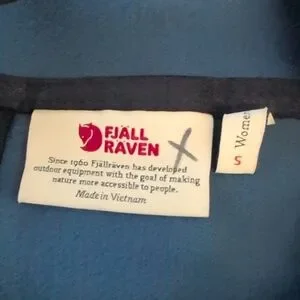 FJÄLL
RAVEN
Since 1960 Fjällräven has developed
outdoor equipment with the goal of making
nature more accessible to people.
Made in Vietnam
Women
S